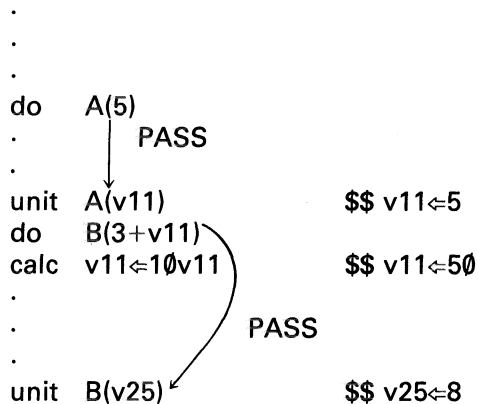 .
.
.
do A(5)
. PASS
.
unit A(v11) $$ v11⇐5
do B(3+v11)
calc v11⇐10v11 $$ v11⇐50
.
. PASS
.
unit B(v25) $$ v25⇐8